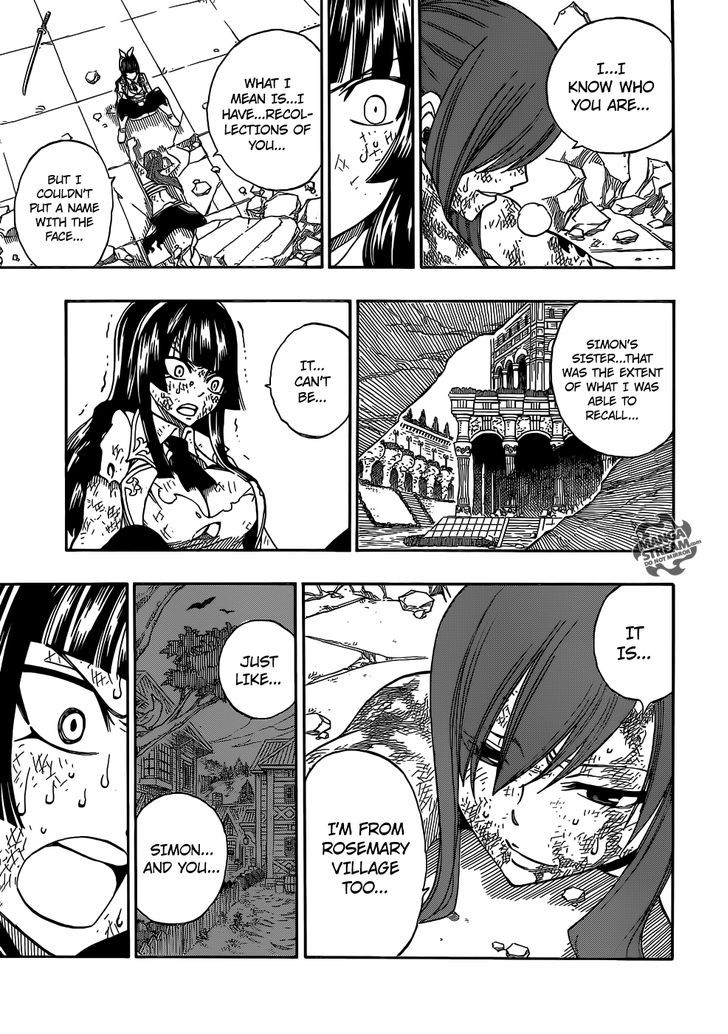 I...I
KNOW WHO
YOU ARE...
WHAT I
MEAN IS...I
HAVE...RECOL-
LECTIONS OF
YOU...
BUT I
COULDN'T
PUT A NAME
WITH THE
FACE...
SIMON'S
SISTER...THAT
WAS THE EXTENT
OF WHAT I WAS
ABLE TO
RECALL...
IT...
CAN'T
BE...
MANGA
STREAM.com
DO NOT MIRROR
IT
IS...
I'M FROM
ROSEMARY
VILLAGE
TOO...
JUST
LIKE...
SIMON...
AND YOU...